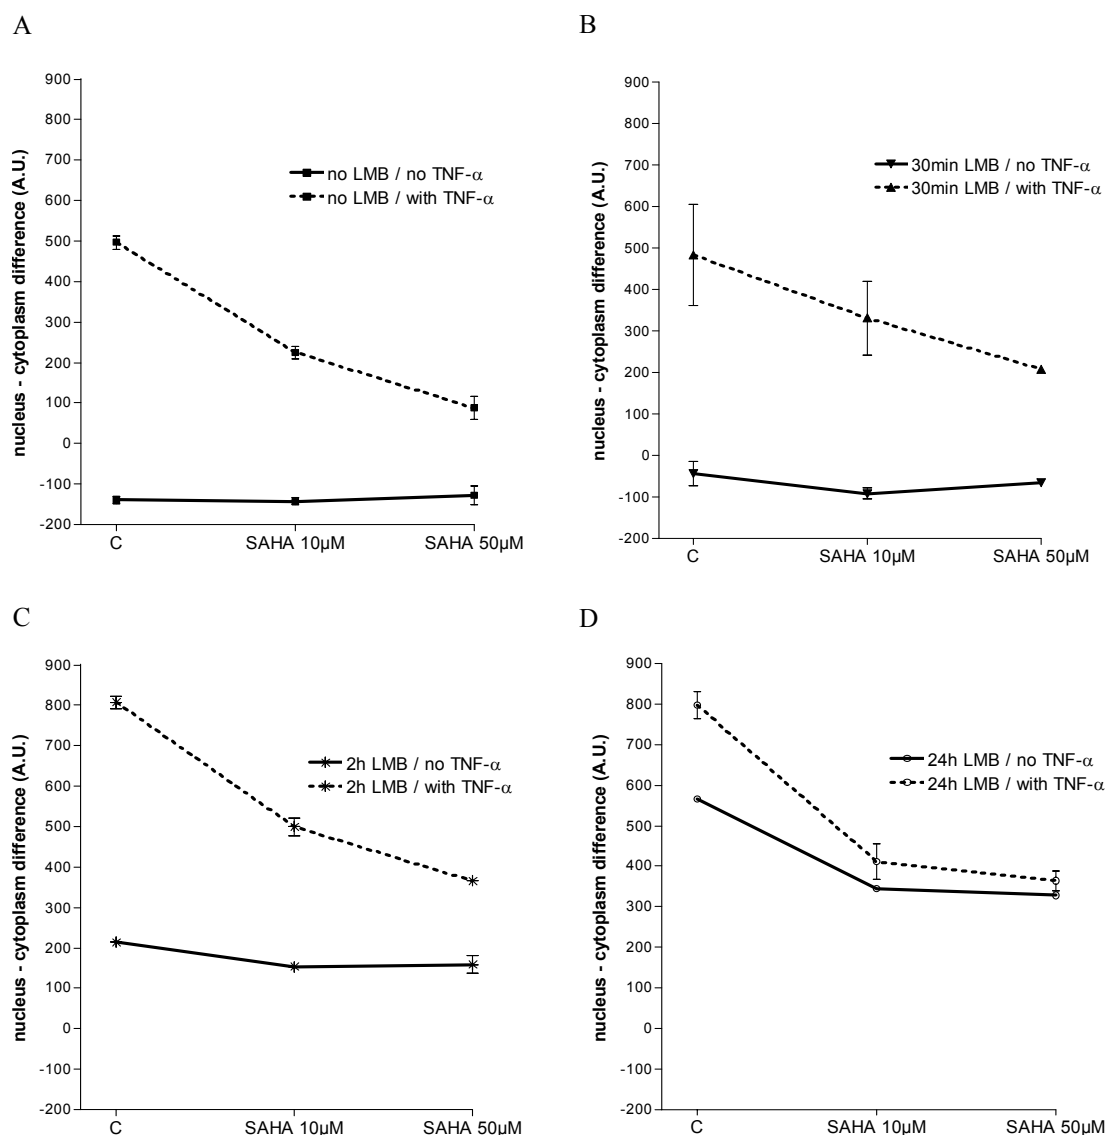 A
nucleus - cytoplasm difference (A.U.)
900
800
700
600
500
400
300
200
100
0
-100
-200
no LMB / no TNF-α
no LMB / with TNF-α
C
SAHA 10µM
SAHA 50µM
B
nucleus - cytoplasm difference (A.U.)
900
800
700
600
500
400
300
200
100
0
-100
-200
30min LMB / no TNF-α
30min LMB / with TNF-α
C
SAHA 10µM
SAHA 50µM
C
nucleus - cytoplasm difference (A.U.)
900
800
700
600
500
400
300
200
100
0
-100
-200
2h LMB / no TNF-α
2h LMB / with TNF-α
C
SAHA 10µM
SAHA 50µM
D
nucleus - cytoplasm difference (A.U.)
900
800
700
600
500
400
300
200
100
0
-100
-200
24h LMB / no TNF-α
24h LMB / with TNF-α
C
SAHA 10µM
SAHA 50µM